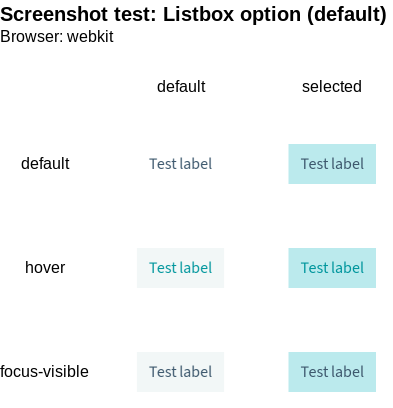 Screenshot test: Listbox option (default)
Browser: webkit
default selected
default Test label Test label
hover Test label Test label
focus-visible Test label Test label